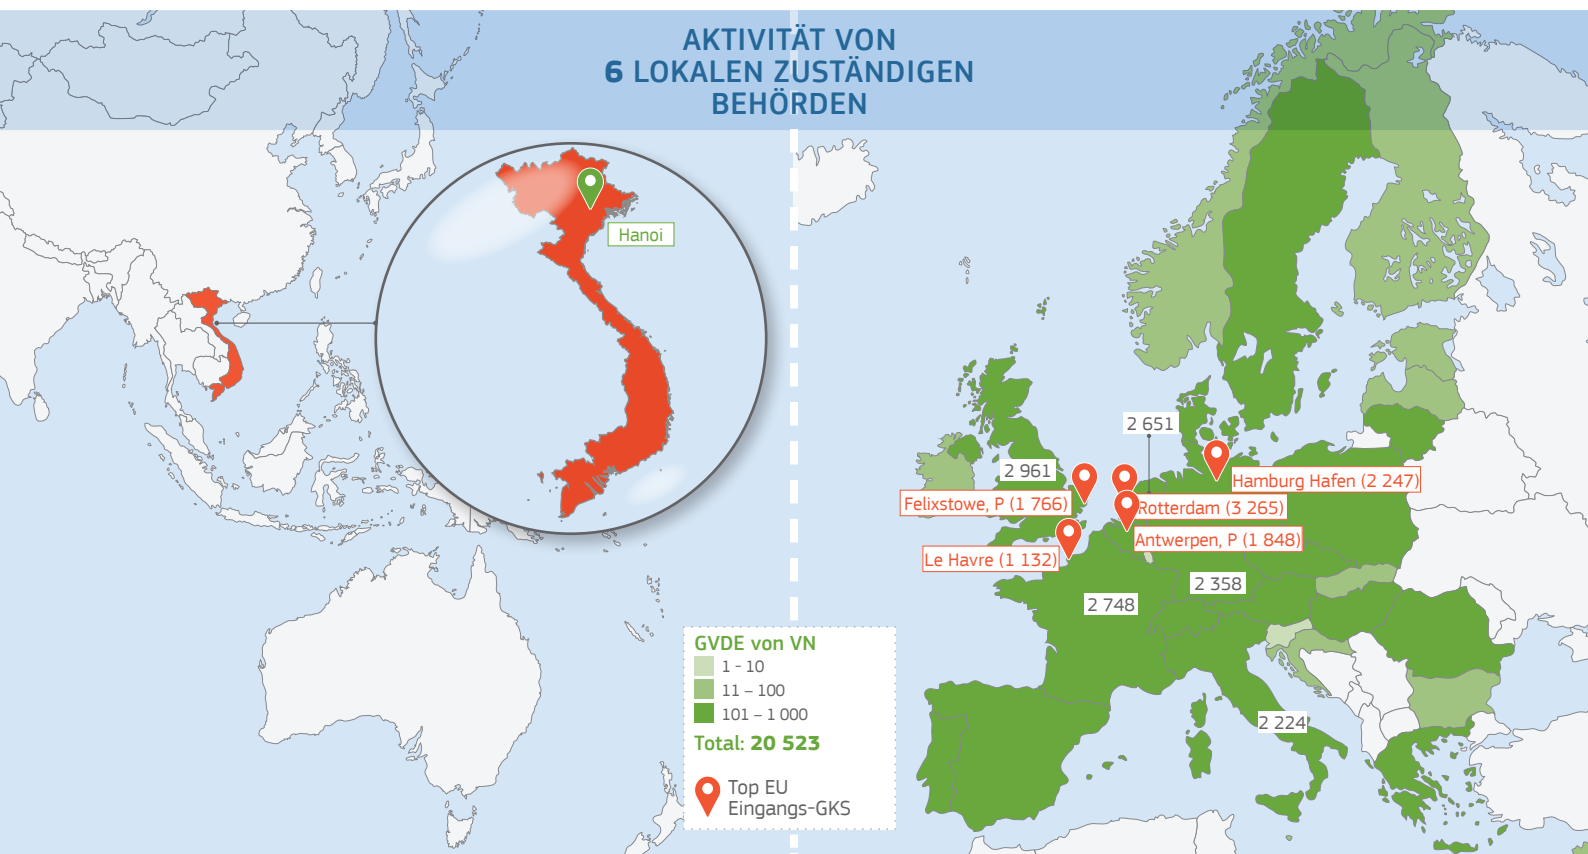 AKTIVITÄT VON
6 LOKALEN ZUSTÄNDIGEN
BEHÖRDEN
Hanoi
2 651
2 961
Hamburg Hafen (2 247)
Felixstowe, P (1 766)
Rotterdam (3 265)
Antwerpen, P (1 848)
Le Havre (1 132)
2 358
2 748
2 224
GVDE von VN
1 - 10
11 – 100
101 – 1 000
Total: 20 523
Top EU
Eingangs-GKS